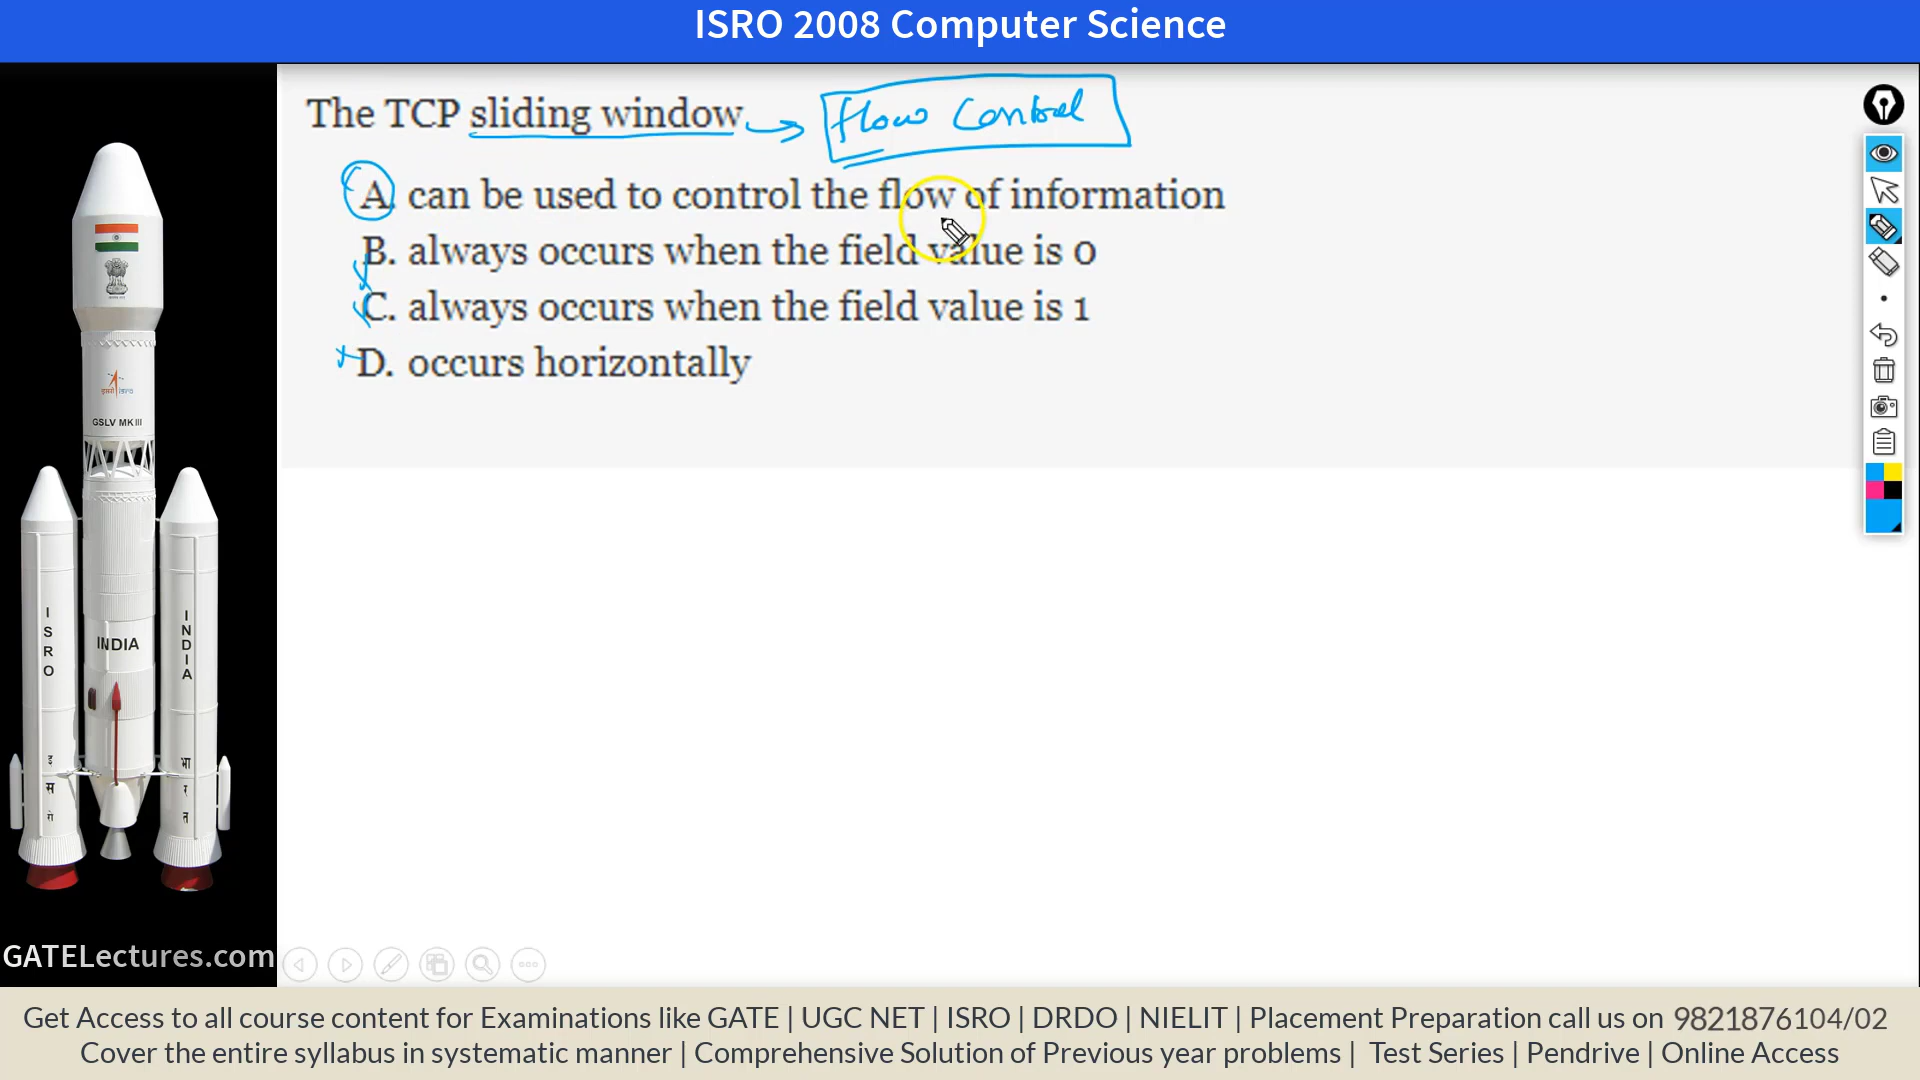 ISRO 2008 Computer Science
The TCP sliding window → Flow Control
A. can be used to control the flow of information
B. always occurs when the field value is 0
C. always occurs when the field value is 1
D. occurs horizontally
इसरो isro
GSLV MK III
I
S
R
O
INDIA
I
N
D
I
A
इ
स
रो
भा
र
त
GATELectures.com
Get Access to all course content for Examinations like GATE | UGC NET | ISRO | DRDO | NIELIT | Placement Preparation call us on 9821876104/02
Cover the entire syllabus in systematic manner | Comprehensive Solution of Previous year problems | Test Series | Pendrive | Online Access